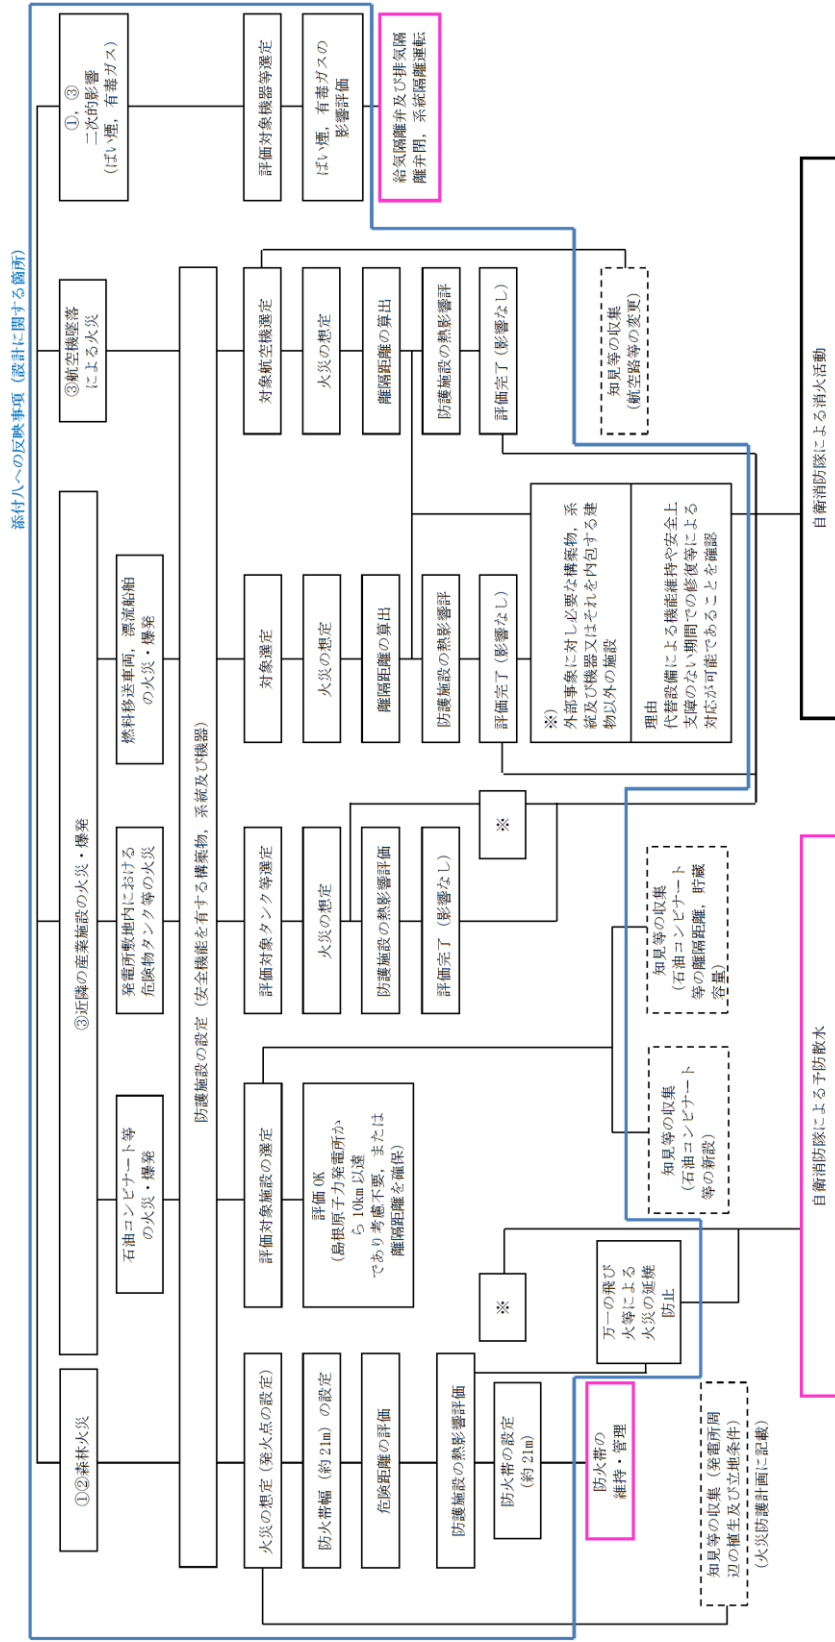 添付八への反映事項（設計に関する箇所）
①②森林火災
③近隣の産業施設の火災・爆発
③航空機墜落
による火災
①，③
二次的影響
（ばい煙，有毒ガス）
石油コンビナート等
の火災・爆発
発電所敷地内における
危険物タンク等の火災
燃料移送車両，漂流船舶
の火災・爆発
防護施設の設定（安全機能を有する構築物，系統及び機器）
火災の想定（発火点の設定）
防火帯幅（約 21m）の設定
危険距離の評価
防護施設の熱影響評価
防火帯の設定
（約 21m）
防火帯の
維持・管理
知見等の収集（発電所周
辺の植生及び立地条件）
（火災防護計画に記載）
評価対象施設の選定
評価 OK
（島根原子力発電所か
ら 10km 以遠
であり考慮不要，または
離隔距離を確保）
※
万一の飛び
火等による
火災の延焼
防止
知見等の収集
（石油コンビナート
等の新設）
知見等の収集
（石油コンビナート
等の離隔距離，貯蔵
容量）
評価対象タンク等選定
火災の想定
防護施設の熱影響評価
評価完了（影響なし）
※
対象選定
火災の想定
離隔距離の算出
防護施設の熱影響評
評価完了（影響なし）
※）
外部事象に対し必要な構築物，系
統及び機器又はそれを内包する建
物以外の施設
理由
代替設備による機能維持や安全上
支障のない期間での修復等による
対応が可能であることを確認
対象航空機選定
火災の想定
離隔距離の算出
防護施設の熱影響評
評価完了（影響なし）
知見等の収集
（航空路等の変更）
評価対象機器等選定
ばい煙，有毒ガスの
影響評価
給気隔離弁及び排気隔
離弁閉，系統隔離運転
自衛消防隊による予防散水
自衛消防隊による消火活動